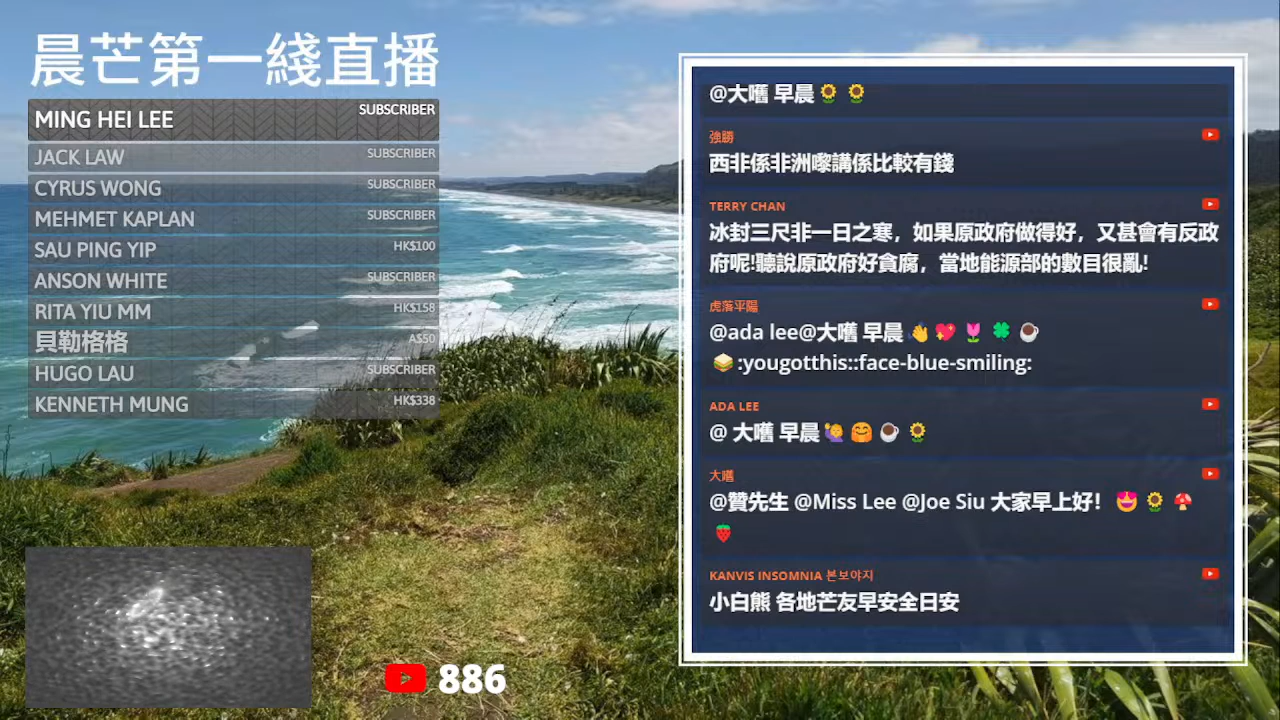 晨芒第一綫直播
MING HEI LEE SUBSCRIBER
JACK LAW SUBSCRIBER
CYRUS WONG SUBSCRIBER
MEHMET KAPLAN SUBSCRIBER
SAU PING YIP HK$100
ANSON WHITE SUBSCRIBER
RITA YIU MM HK$158
貝勒格格 A$50
HUGO LAU SUBSCRIBER
KENNETH MUNG HK$338
886
@大嚿 早晨🌻 🌻
強勝
西非係非洲嚟講係比較有錢
TERRY CHAN
冰封三尺非一日之寒，如果原政府做得好，又甚會有反政
府呢!聽說原政府好貪腐，當地能源部的數目很亂!
虎落平陽
@ada lee@大嚿 早晨 👋 💖 🌷 🍀 ☕
🥪 :yougotthis::face-blue-smiling:
ADA LEE
@ 大嚿 早晨 🙋 🤗 ☕ 🌻
大嚿
@贊先生 @Miss Lee @Joe Siu 大家早上好！ 😍 🌻 🍄
🍓
KANVIS INSOMNIA 본보야지
小白熊 各地芒友早安全日安